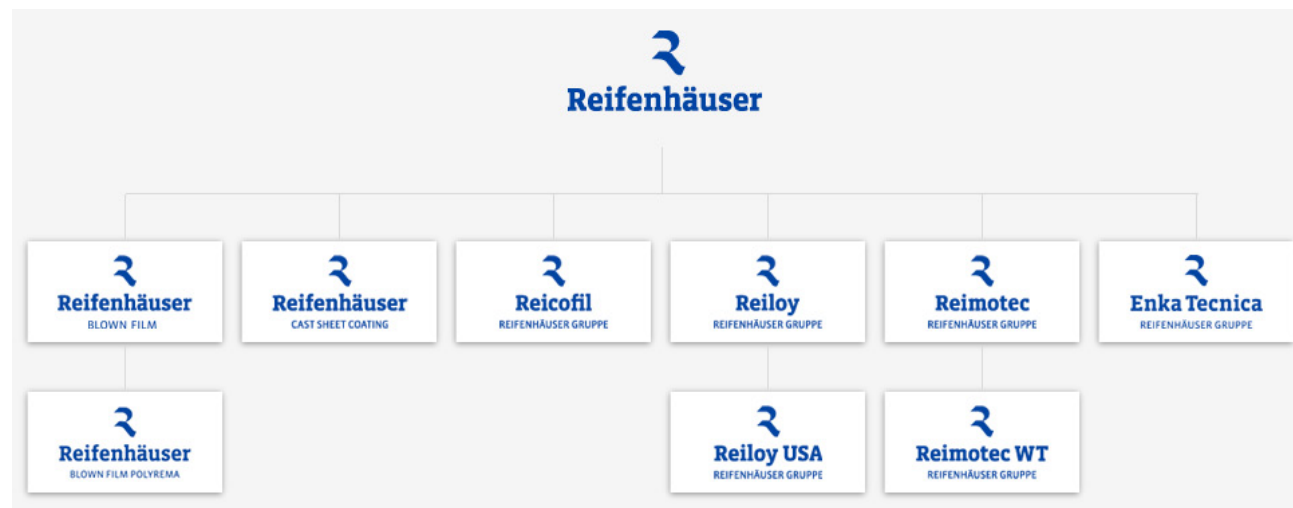 Reifenhäuser
Reifenhäuser
BLOWN FILM
Reifenhäuser
CAST SHEET COATING
Reicofil
REIFENHÄUSER GRUPPE
Reiloy
REIFENHÄUSER GRUPPE
Reimotec
REIFENHÄUSER GRUPPE
Enka Tecnica
REIFENHÄUSER GRUPPE
Reifenhäuser
BLOWN FILM POLYREMA
Reiloy USA
REIFENHÄUSER GRUPPE
Reimotec WT
REIFENHÄUSER GRUPPE